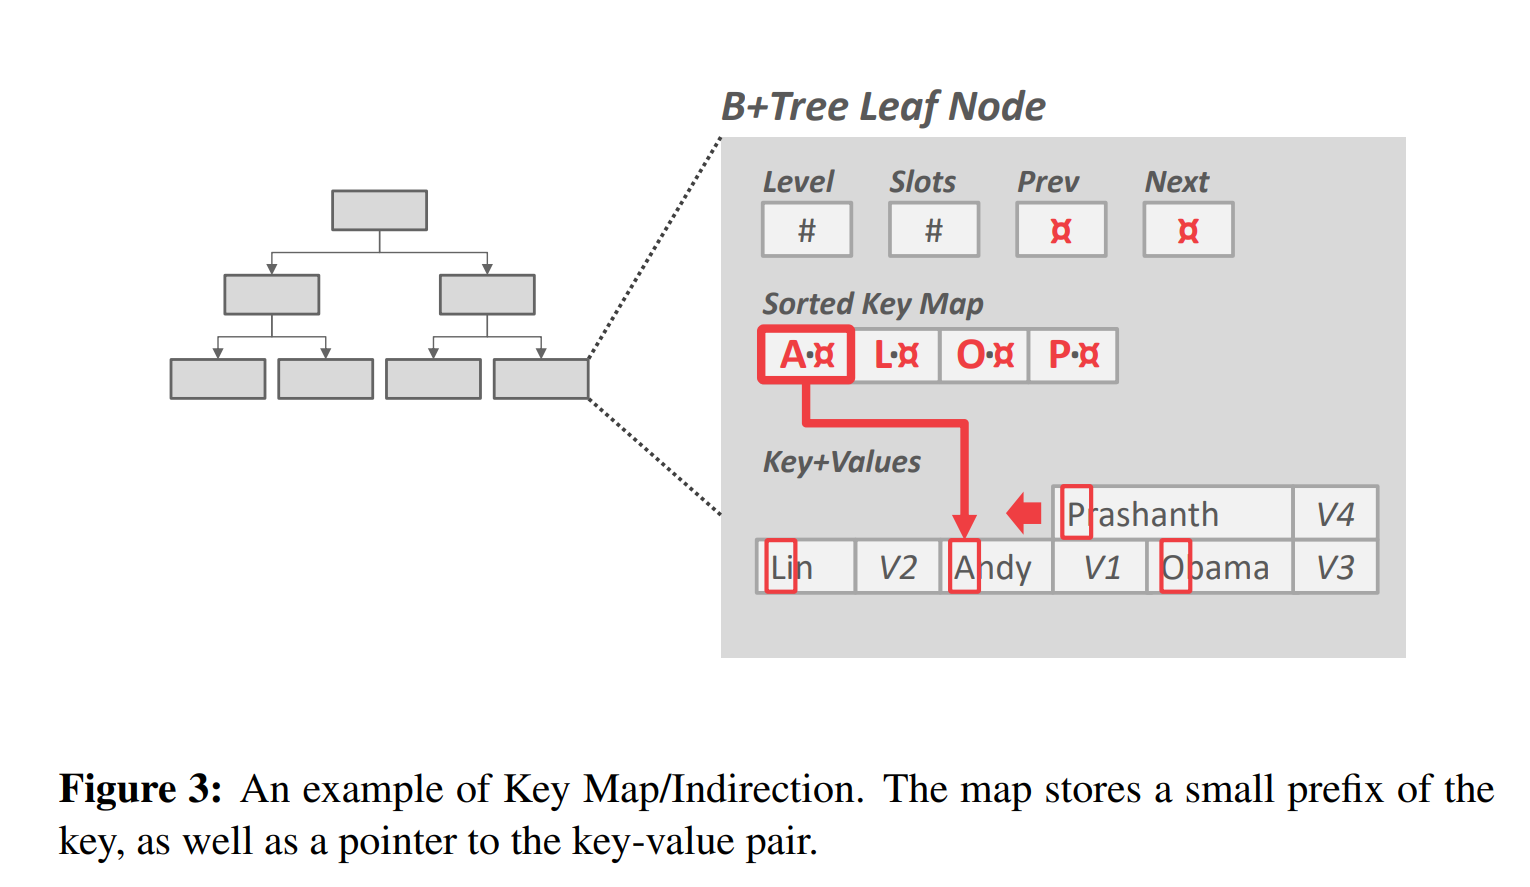 B+Tree Leaf Node
Level Slots Prev Next
# # ¤ ¤
Sorted Key Map
A·¤ L·¤ O·¤ P·¤
Key+Values
Prashanth V4
Lin V2 Andy V1 Obama V3
Figure 3: An example of Key Map/Indirection. The map stores a small prefix of the
key, as well as a pointer to the key-value pair.